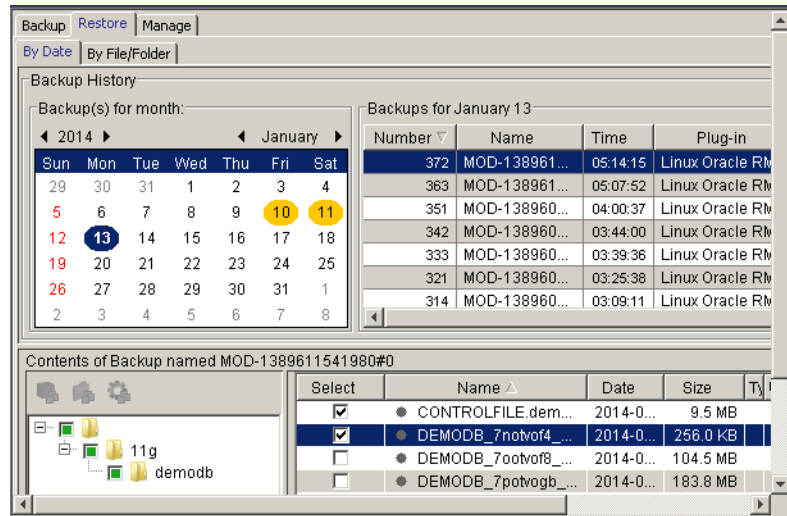 Backup Restore Manage
By Date By File/Folder
Backup History
Backup(s) for month:
2014 January
Sun Mon Tue Wed Thu Fri Sat
29 30 31 1 2 3 4
5 6 7 8 9 10 11
12 13 14 15 16 17 18
19 20 21 22 23 24 25
26 27 28 29 30 31 1
2 3 4 5 6 7 8
Backups for January 13
Number Name Time Plug-in
372 MOD-138961... 05:14:15 Linux Oracle RM
363 MOD-138961... 05:07:52 Linux Oracle RM
351 MOD-138960... 04:00:37 Linux Oracle RM
342 MOD-138960... 03:44:00 Linux Oracle RM
333 MOD-138960... 03:39:36 Linux Oracle RM
321 MOD-138960... 03:25:38 Linux Oracle RM
314 MOD-138960... 03:09:11 Linux Oracle RM
Contents of Backup named MOD-1389611541980#0
11g
demodb
Select Name Date Size Ty
CONTROLFILE.dem... 2014-0... 9.5 MB
DEMODB_7notvof4_... 2014-0... 256.0 KB
DEMODB_7ootvof8_... 2014-0... 104.5 MB
DEMODB_7potvogb_... 2014-0... 183.8 MB